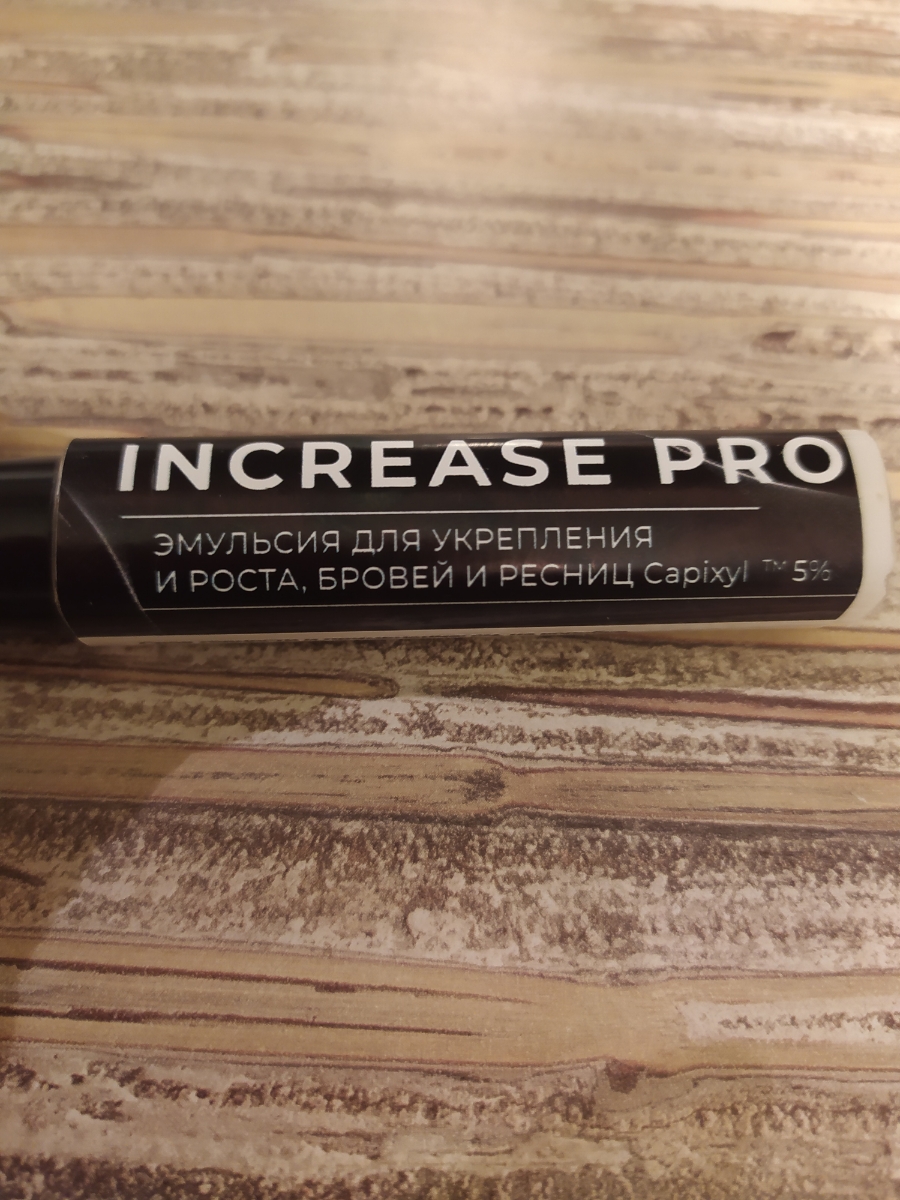 INCREASE PRO
ЭМУЛЬСИЯ ДЛЯ УКРЕПЛЕНИЯ
И РОСТА, БРОВЕЙ И РЕСНИЦ Capixyl ™ 5%